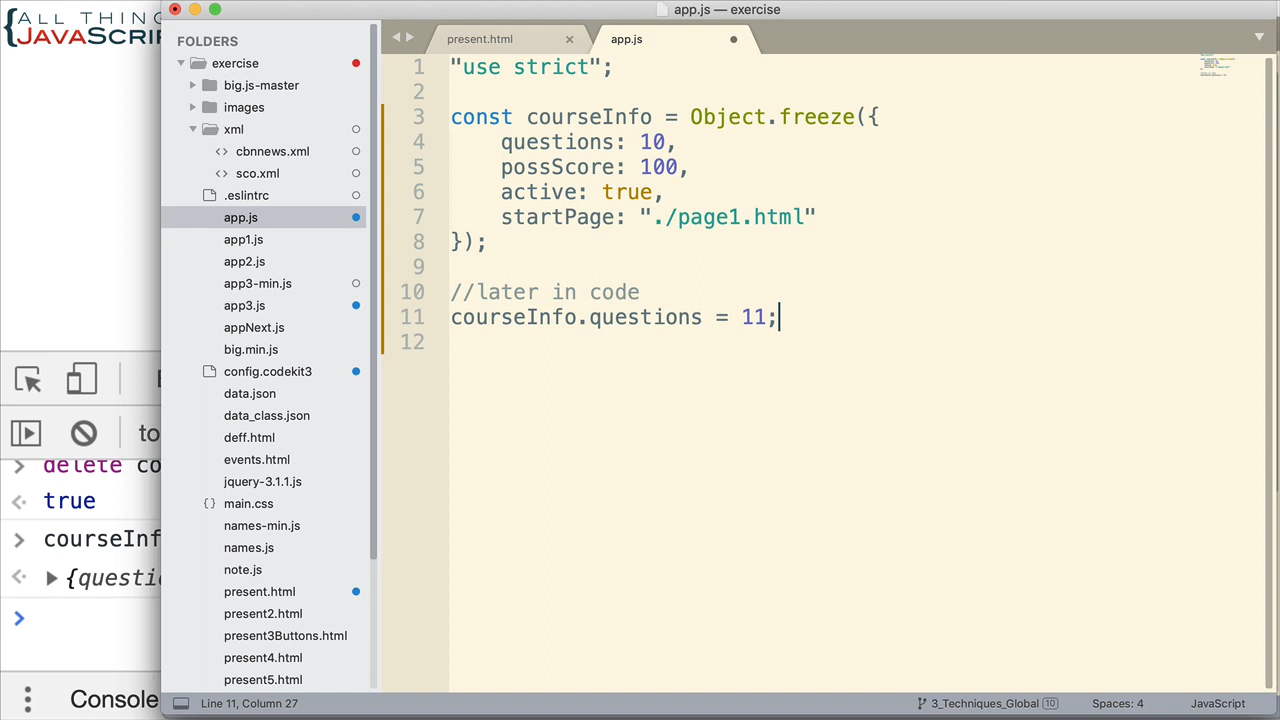 app.js — exercise
{ALL THIN
JAVASCRI
FOLDERS
exercise
big.js-master
images
xml
<> cbnnews.xml
<> sco.xml
.eslintrc
app.js
app1.js
app2.js
app3-min.js
app3.js
appNext.js
big.min.js
config.codekit3
data.json
data_class.json
deff.html
events.html
jquery-3.1.1.js
{} main.css
names-min.js
names.js
note.js
present.html
present2.html
present3Buttons.html
present4.html
present5.html
present.html ×
app.js
1 "use strict";
2
3 const courseInfo = Object.freeze({
4 questions: 10,
5 possScore: 100,
6 active: true,
7 startPage: "./page1.html"
8 });
9
10 //later in code
11 courseInfo.questions = 11;
12
to
> delete co
true
> courseInf
{questio
>
Console
Line 11, Column 27
3_Techniques_Global 10
Spaces: 4
JavaScript